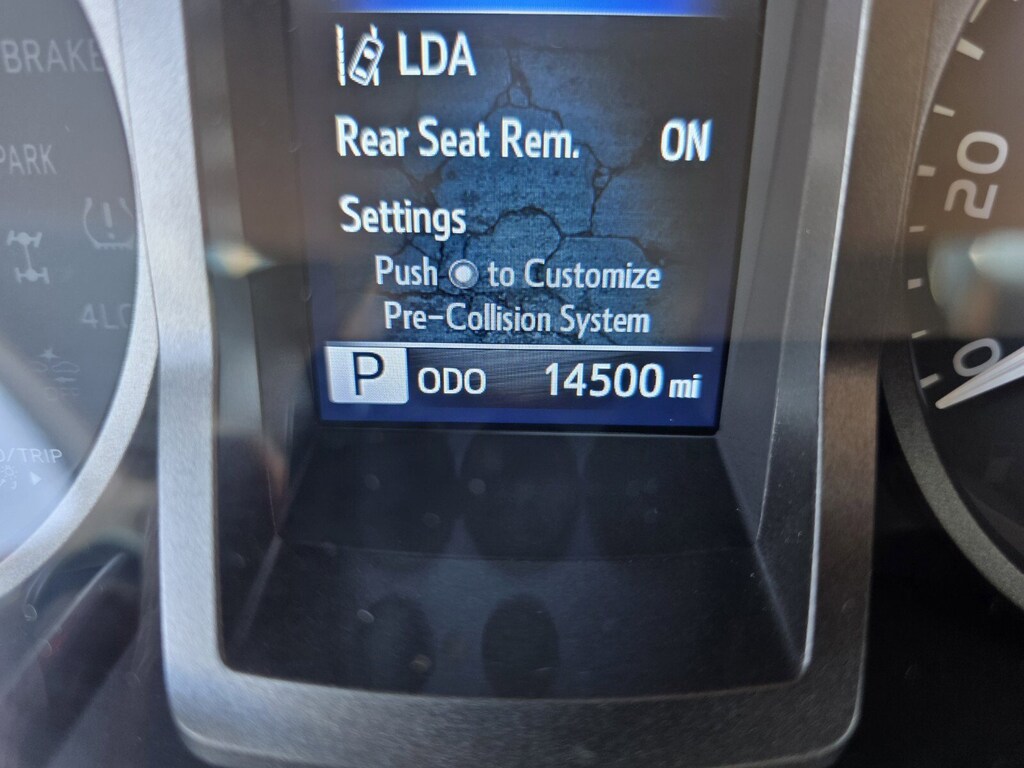 LDA
Rear Seat Rem. ON
Settings
Push to Customize
Pre-Collision System
P ODO 14500 mi
BRAKE
PARK
4LO
/TRIP
20
0